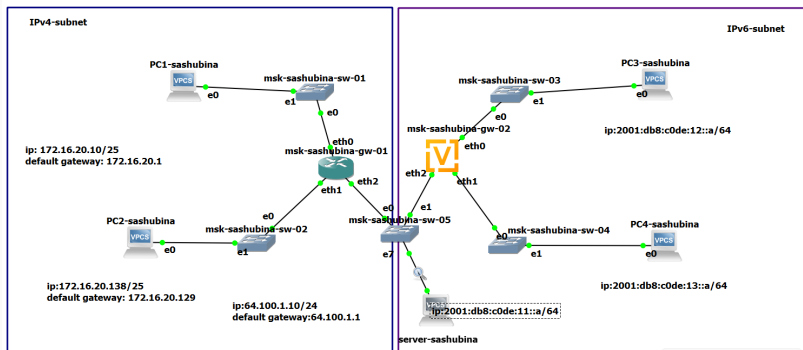 IPv4-subnet
IPv6-subnet
PC1-sashubina
VPCS
e0
msk-sashubina-sw-01
e1
e0
msk-sashubina-sw-03
e0
e1
PC3-sashubina
VPCS
e0
ip: 172.16.20.10/25
default gateway: 172.16.20.1
eth0
msk-sashubina-gw-01
eth1
eth2
msk-sashubina-gw-02
V
eth0
eth2
eth1
ip:2001:db8:c0de:12::a/64
PC2-sashubina
VPCS
e0
e0
msk-sashubina-sw-02
e1
e0
e1
msk-sashubina-sw-05
e7
e0
msk-sashubina-sw-04
e1
PC4-sashubina
VPCS
e0
ip:172.16.20.138/25
default gateway: 172.16.20.129
ip:64.100.1.10/24
default gateway:64.100.1.1
VPCS
ip:2001:db8:c0de:11::a/64
server-sashubina
ip:2001:db8:c0de:13::a/64